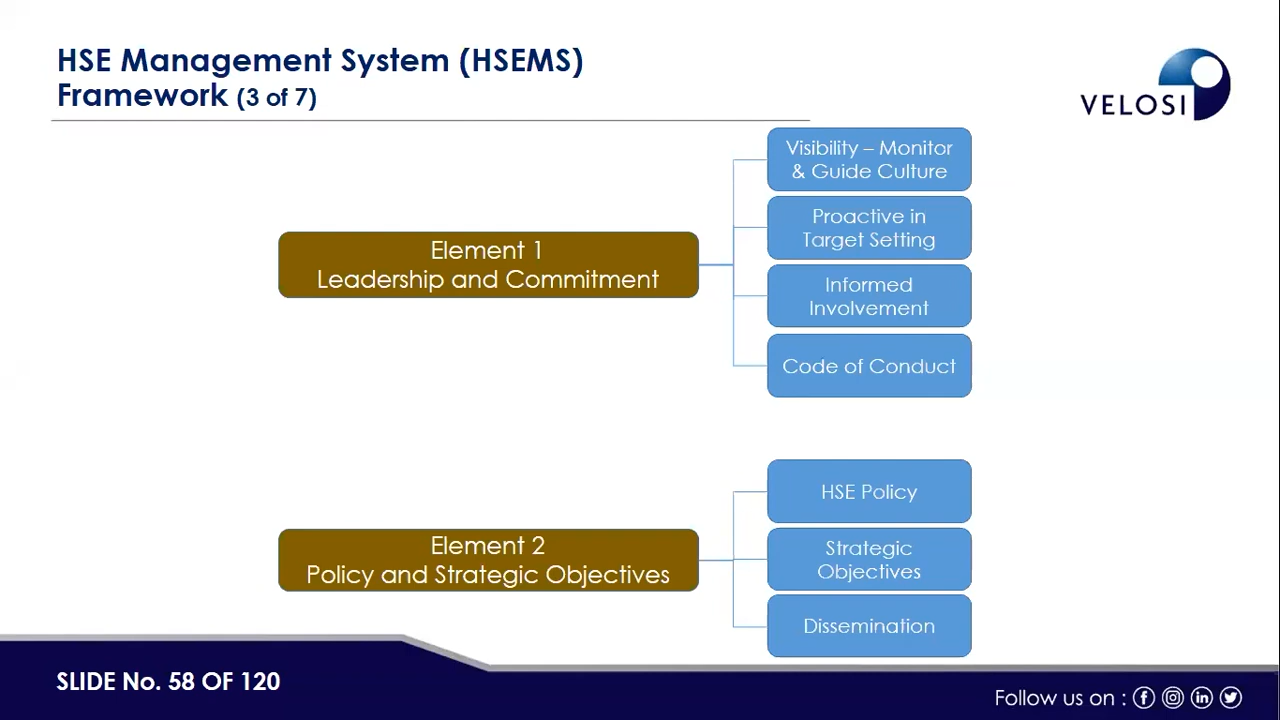 HSE Management System (HSEMS)
Framework (3 of 7)
VELOSI
Element 1
Leadership and Commitment
Visibility – Monitor
& Guide Culture
Proactive in
Target Setting
Informed
Involvement
Code of Conduct
Element 2
Policy and Strategic Objectives
HSE Policy
Strategic
Objectives
Dissemination
SLIDE No. 58 OF 120
Follow us on :